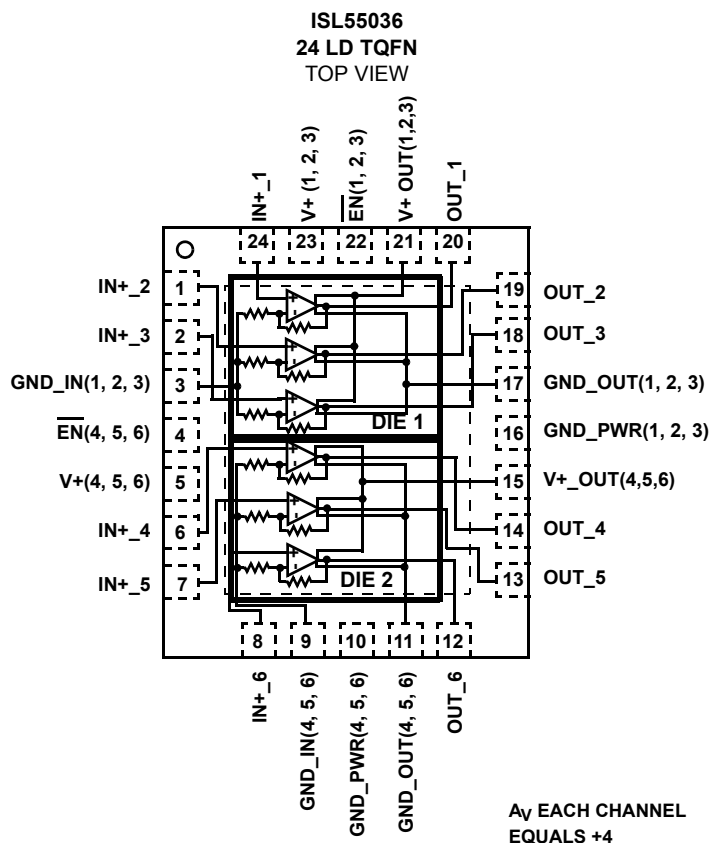 ISL55036
24 LD TQFN
TOP VIEW
IN+_1
V+ (1, 2, 3)
EN(1, 2, 3)
V+ OUT(1,2,3)
OUT_1
24
23
22
21
20
IN+_2
1
IN+_3
2
GND_IN(1, 2, 3)
3
EN(4, 5, 6)
4
V+(4, 5, 6)
5
IN+_4
6
IN+_5
7
+
-
+
-
+
-
DIE 1
+
-
+
-
+
-
DIE 2
19
OUT_2
18
OUT_3
17
GND_OUT(1, 2, 3)
16
GND_PWR(1, 2, 3)
15
V+_OUT(4,5,6)
14
OUT_4
13
OUT_5
8
9
10
11
12
IN+_6
GND_IN(4, 5, 6)
GND_PWR(4, 5, 6)
GND_OUT(4, 5, 6)
OUT_6
AV EACH CHANNEL
EQUALS +4